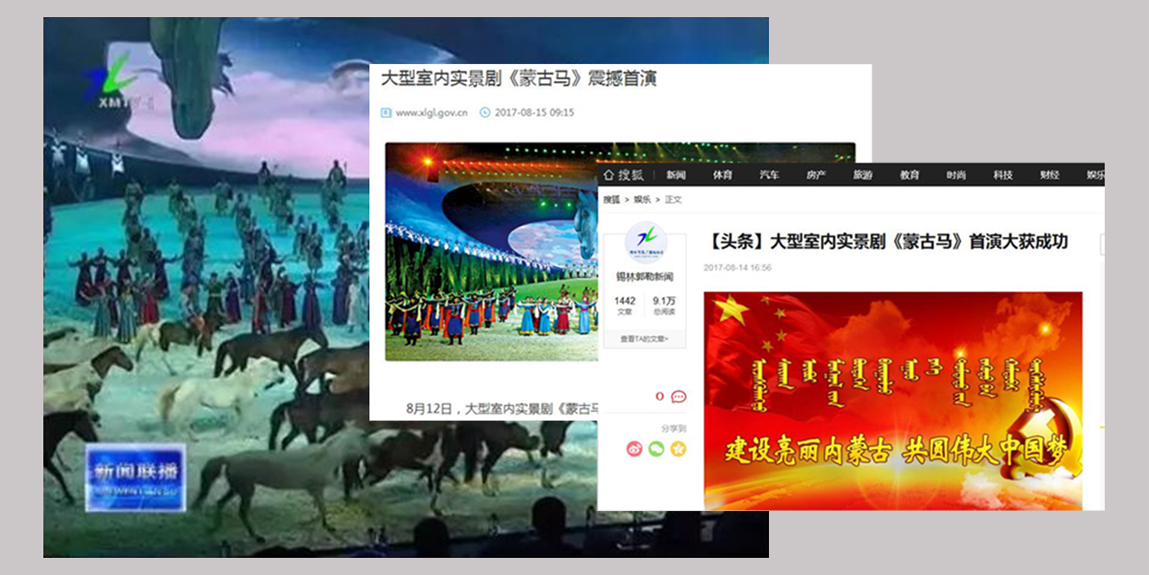 XMT
新闻联播
XIN WEN LIAN BO
大型室内实景剧《蒙古马》震撼首演
www.xlgl.gov.cn 2017-08-15 09:15
8月12日，大型室内实景剧《蒙古马
搜狐 新闻 体育 汽车 房产 旅游 教育 时尚 科技 财经 娱乐
搜狐 > 娱乐 > 正文
锡林郭勒新闻
1442 9.1万
文章 总阅读
查看TA的文章>
0
分享到
【头条】大型室内实景剧《蒙古马》首演大获成功
2017-08-14 16:56
建设亮丽内蒙古 共圆伟大中国梦